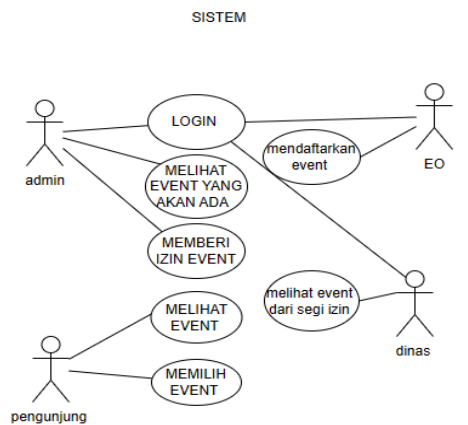 SISTEM
LOGIN
mendaftarkan
event
EO
admin
MELIHAT
EVENT YANG
AKAN ADA
MEMBERI
IZIN EVENT
melihat event
dari segi izin
dinas
MELIHAT
EVENT
MEMILIH
EVENT
pengunjung